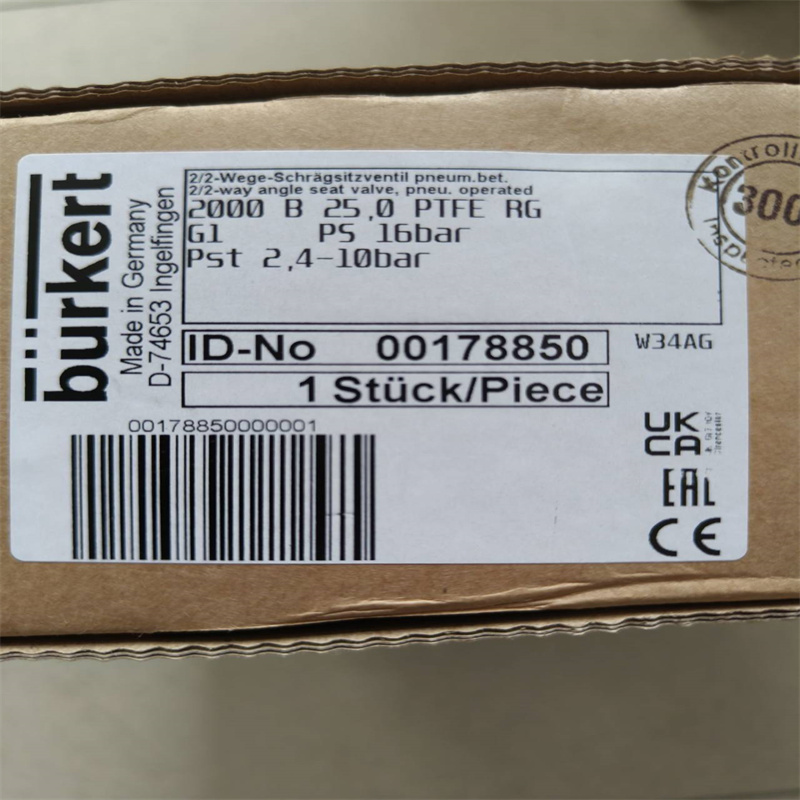 bürkert
Made in Germany
D-74653 Ingelfingen
2/2-Wege-Schrägsitzventil pneum.bet.
2/2-way angle seat valve, pneu. operated
2000 B 25,0 PTFE RG
G1 PS 16bar
Pst 2,4-10bar
ID-No 00178850
W34AG
1 Stück/Piece
00178850000001
UK
CA
EAC
CE
300